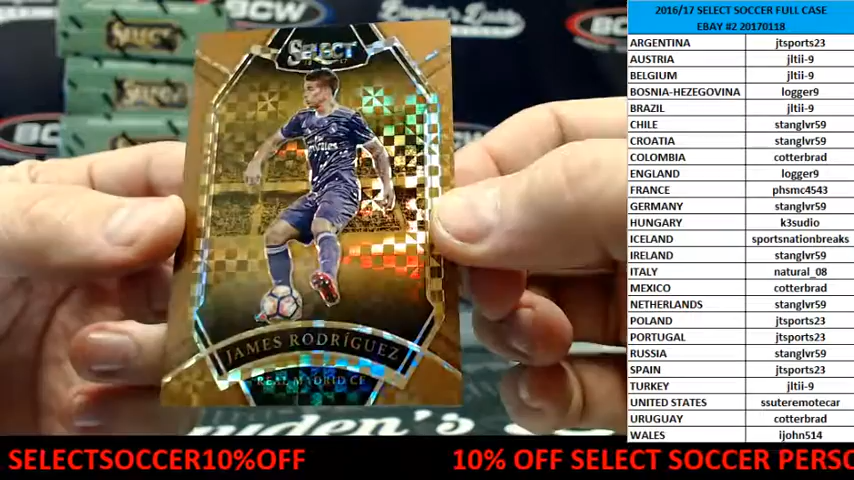 2016/17 SELECT SOCCER FULL CASE
EBAY #2 20170118
ARGENTINA jtsports23
AUSTRIA jltii-9
BELGIUM jltii-9
BOSNIA-HEZEGOVINA logger9
BRAZIL jltii-9
CHILE stanglvr59
CROATIA stanglvr59
COLOMBIA cotterbrad
ENGLAND logger9
FRANCE phsmc4543
GERMANY stanglvr59
HUNGARY k3sudio
ICELAND sportsnationbreaks
IRELAND stanglvr59
ITALY natural_08
MEXICO cotterbrad
NETHERLANDS stanglvr59
POLAND jtsports23
PORTUGAL jtsports23
RUSSIA stanglvr59
SPAIN jtsports23
TURKEY jltii-9
UNITED STATES ssuteremotecar
URUGUAY cotterbrad
WALES ijohn514
BCW
SELECT
JAMES RODRÍGUEZ
REAL MADRID CF
SELECTSOCCER10%OFF 10% OFF SELECT SOCCER PERSO